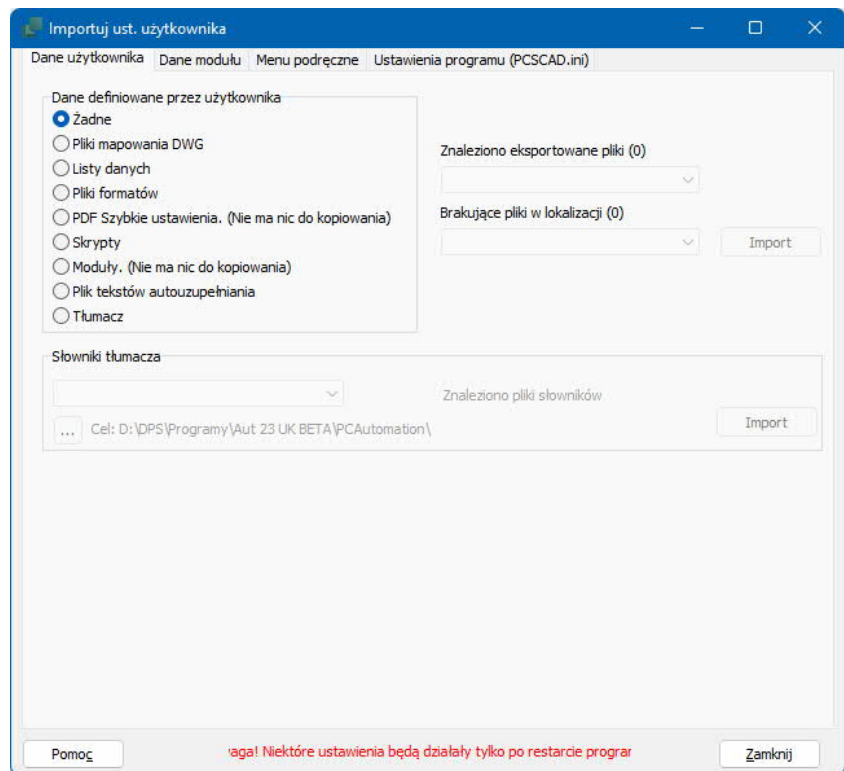 Importuj ust. użytkownika
Dane użytkownika Dane modułu Menu podręczne Ustawienia programu (PCSCAD.ini)
Dane definiowane przez użytkownika
Żadne
Pliki mapowania DWG
Listy danych
Pliki formatów
PDF Szybkie ustawienia. (Nie ma nic do kopiowania)
Skrypty
Moduły. (Nie ma nic do kopiowania)
Plik tekstów autouzupełniania
Tłumacz
Znaleziono eksportowane pliki (0)
Brakujące pliki w lokalizacji (0)
Import
Słowniki tłumacza
Znaleziono pliki słowników
... Cel: D:\DPS\Programy\Aut 23 UK BETA\PCAutomation\
Import
Pomoc
waga! Niektóre ustawienia będą działały tylko po restarcie program
Zamknij